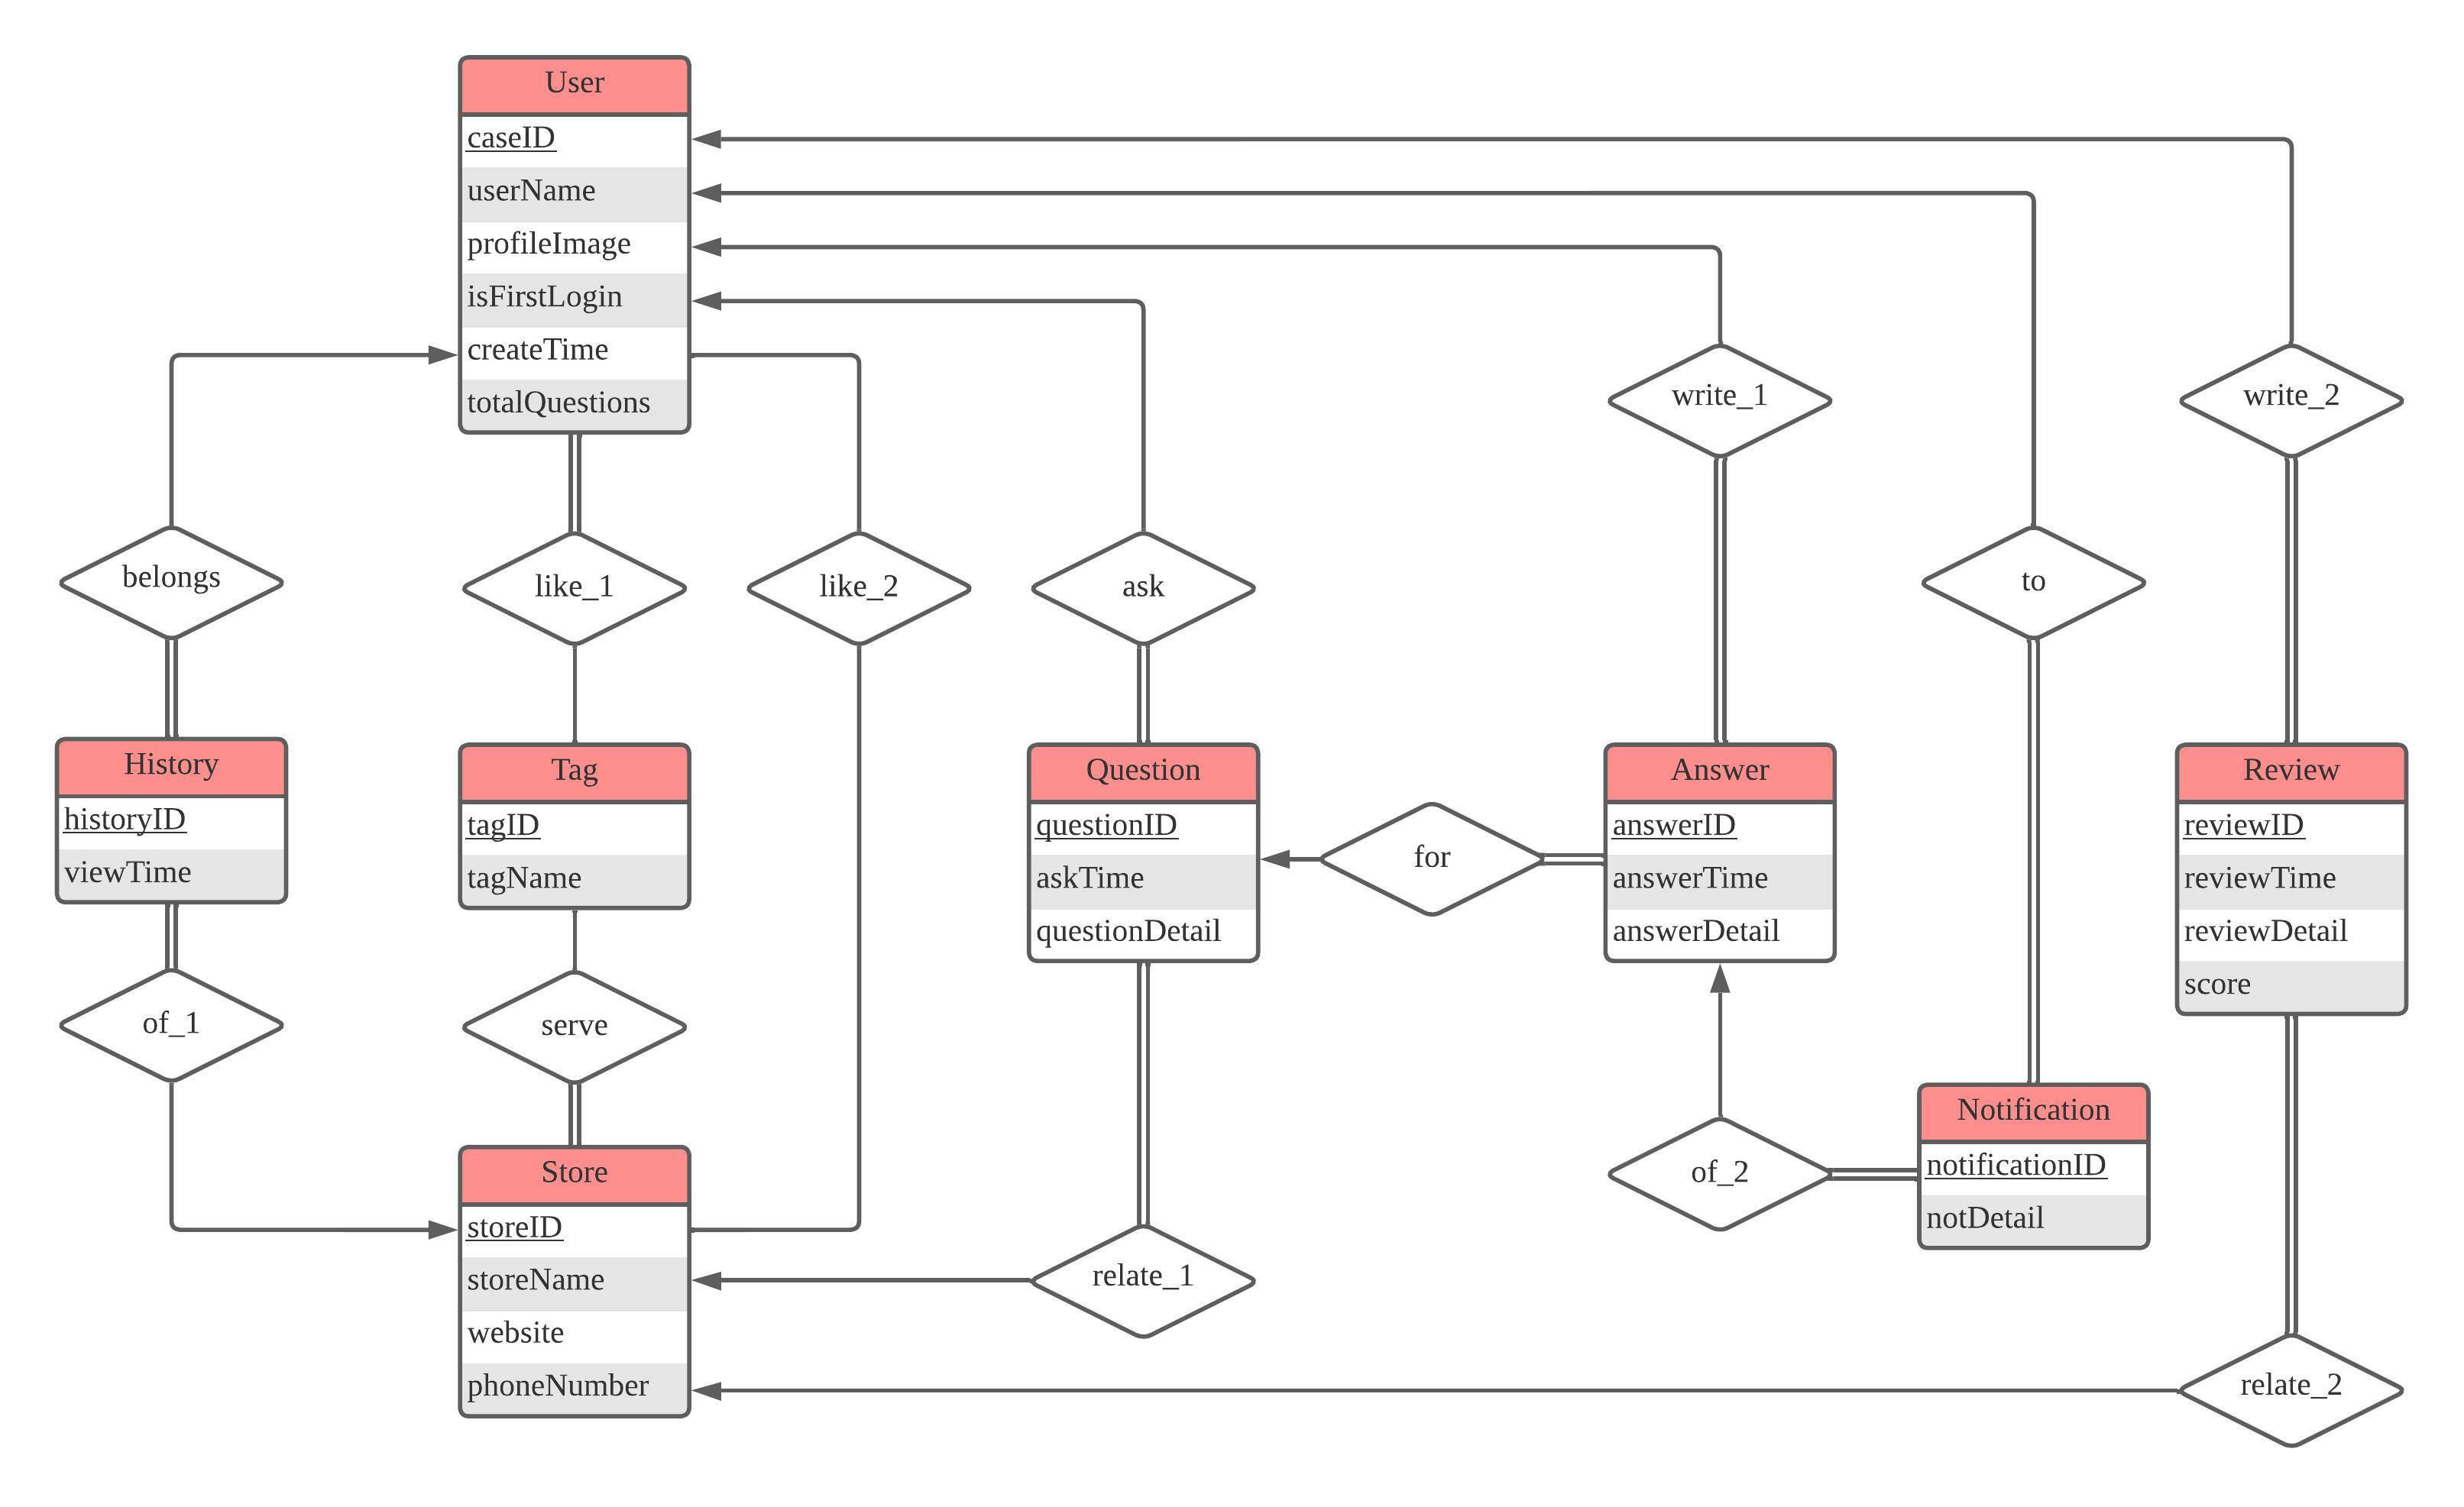 User
caseID
userName
profileImage
isFirstLogin
createTime
totalQuestions
write_1
write_2
belongs
like_1
like_2
ask
to
History
historyID
viewTime
Tag
tagID
tagName
Question
questionID
askTime
questionDetail
for
Answer
answerID
answerTime
answerDetail
Review
reviewID
reviewTime
reviewDetail
score
of_1
serve
Notification
notificationID
notDetail
of_2
Store
storeID
storeName
website
phoneNumber
relate_1
relate_2